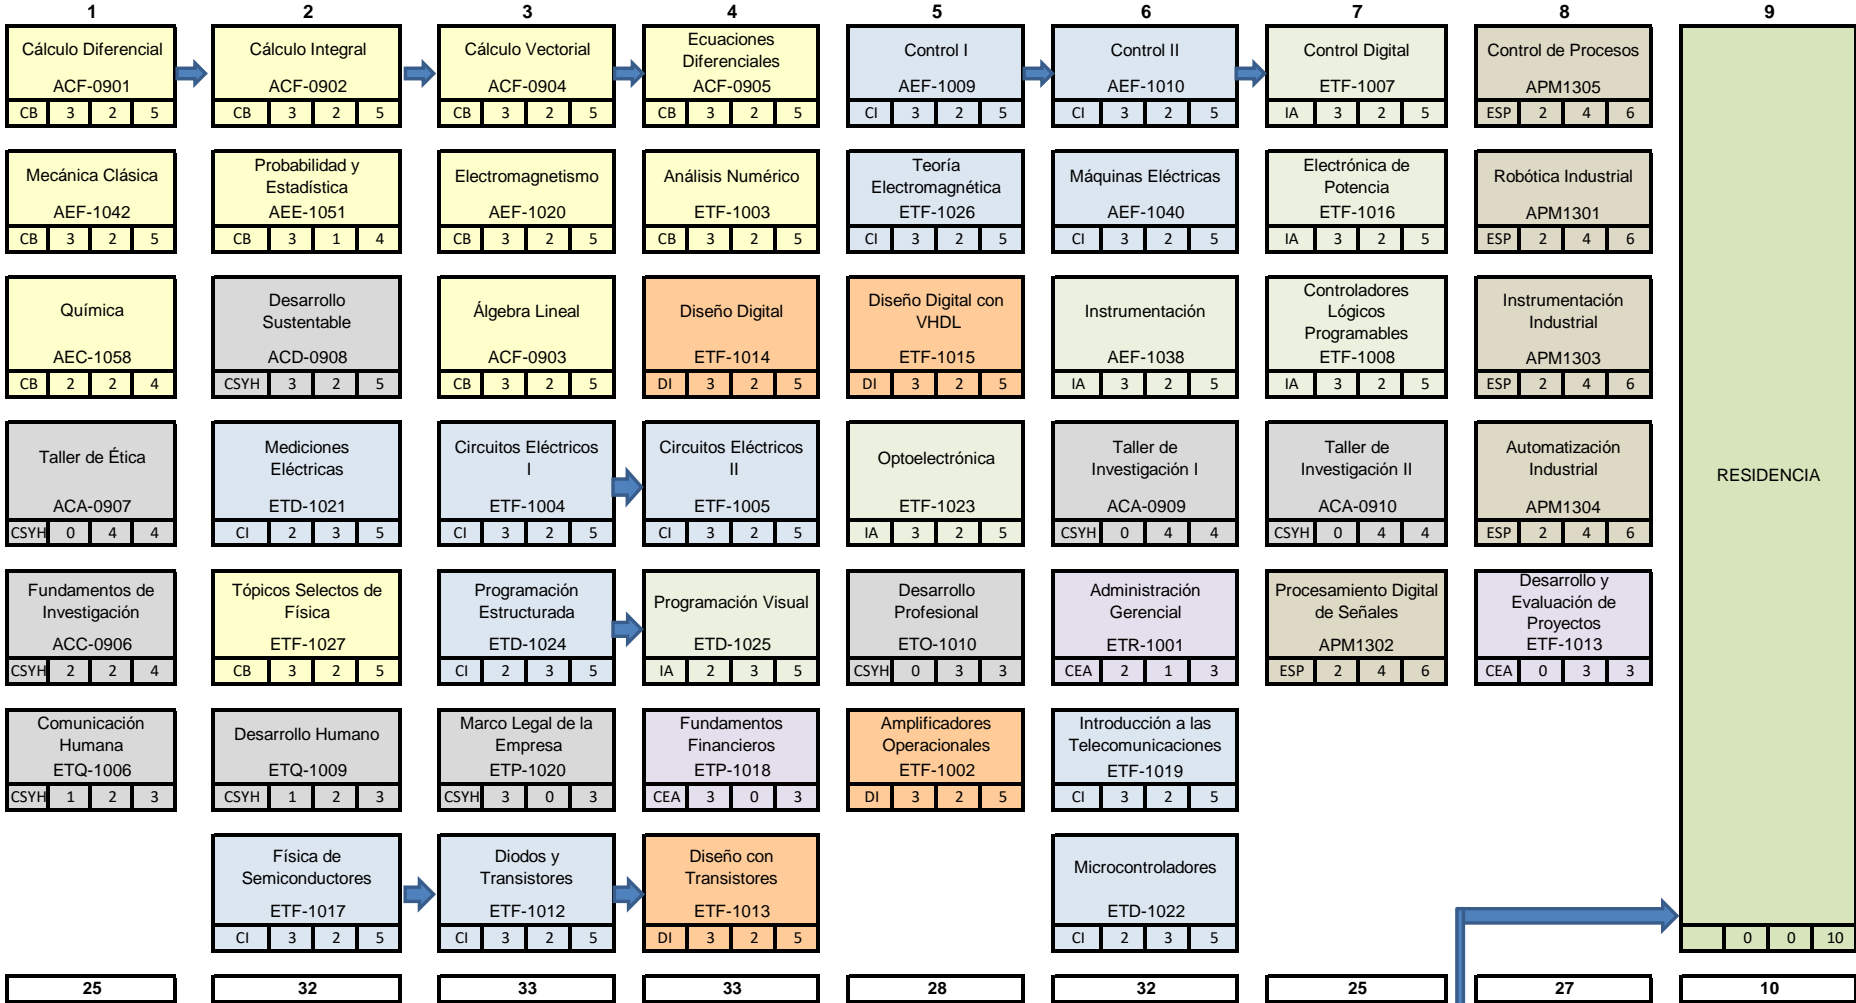 1 2 3 4 5 6 7 8 9
Cálculo Diferencial
ACF-0901
CB 3 2 5
Mecánica Clásica
AEF-1042
CB 3 2 5
Química
AEC-1058
CB 2 2 4
Taller de Ética
ACA-0907
CSYH 0 4 4
Fundamentos de
Investigación
ACC-0906
CSYH 2 2 4
Comunicación
Humana
ETQ-1006
CSYH 1 2 3
25
Cálculo Integral
ACF-0902
CB 3 2 5
Probabilidad y
Estadística
AEE-1051
CB 3 1 4
Desarrollo
Sustentable
ACD-0908
CSYH 3 2 5
Mediciones
Eléctricas
ETD-1021
CI 2 3 5
Tópicos Selectos de
Física
ETF-1027
CB 3 2 5
Desarrollo Humano
ETQ-1009
CSYH 1 2 3
Física de
Semiconductores
ETF-1017
CI 3 2 5
32
Cálculo Vectorial
ACF-0904
CB 3 2 5
Electromagnetismo
AEF-1020
CB 3 2 5
Álgebra Lineal
ACF-0903
CB 3 2 5
Circuitos Eléctricos
I
ETF-1004
CI 3 2 5
Programación
Estructurada
ETD-1024
CI 2 3 5
Marco Legal de la
Empresa
ETP-1020
CSYH 3 0 3
Diodos y
Transistores
ETF-1012
CI 3 2 5
33
Ecuaciones
Diferenciales
ACF-0905
CB 3 2 5
Análisis Numérico
ETF-1003
CB 3 2 5
Diseño Digital
ETF-1014
DI 3 2 5
Circuitos Eléctricos
II
ETF-1005
CI 3 2 5
Programación Visual
ETD-1025
IA 2 3 5
Fundamentos
Financieros
ETP-1018
CEA 3 0 3
Diseño con
Transistores
ETF-1013
DI 3 2 5
33
Control I
AEF-1009
CI 3 2 5
Teoría
Electromagnética
ETF-1026
CI 3 2 5
Diseño Digital con
VHDL
ETF-1015
DI 3 2 5
Optoelectrónica
ETF-1023
IA 3 2 5
Desarrollo
Profesional
ETO-1010
CSYH 0 3 3
Amplificadores
Operacionales
ETF-1002
DI 3 2 5
28
Control II
AEF-1010
CI 3 2 5
Máquinas Eléctricas
AEF-1040
CI 3 2 5
Instrumentación
AEF-1038
IA 3 2 5
Taller de
Investigación I
ACA-0909
CSYH 0 4 4
Administración
Gerencial
ETR-1001
CEA 2 1 3
Introducción a las
Telecomunicaciones
ETF-1019
CI 3 2 5
Microcontroladores
ETD-1022
CI 2 3 5
32
Control Digital
ETF-1007
IA 3 2 5
Electrónica de
Potencia
ETF-1016
IA 3 2 5
Controladores
Lógicos
Programables
ETF-1008
IA 3 2 5
Taller de
Investigación II
ACA-0910
CSYH 0 4 4
Procesamiento Digital
de Señales
APM1302
ESP 2 4 6
25
Control de Procesos
APM1305
ESP 2 4 6
Robótica Industrial
APM1301
ESP 2 4 6
Instrumentación
Industrial
APM1303
ESP 2 4 6
Automatización
Industrial
APM1304
ESP 2 4 6
Desarrollo y
Evaluación de
Proyectos
ETF-1013
CEA 0 3 3
27
RESIDENCIA
0 0 10
10